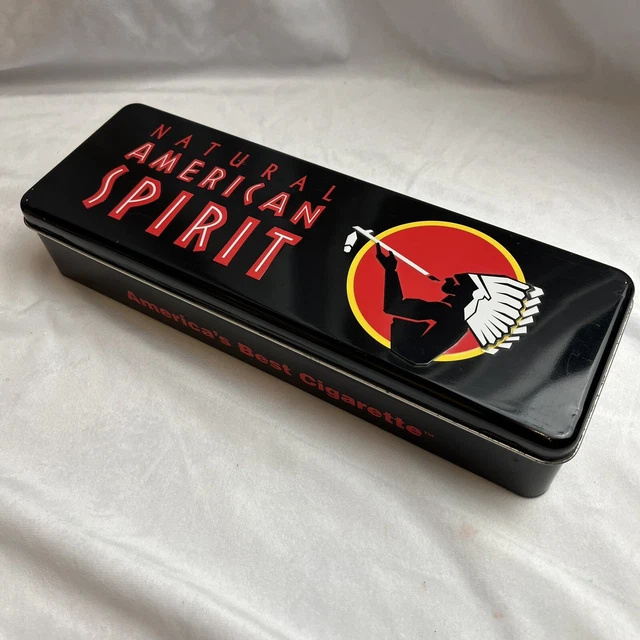 NATURAL
AMERICAN
SPIRIT
America's Best Cigarette™